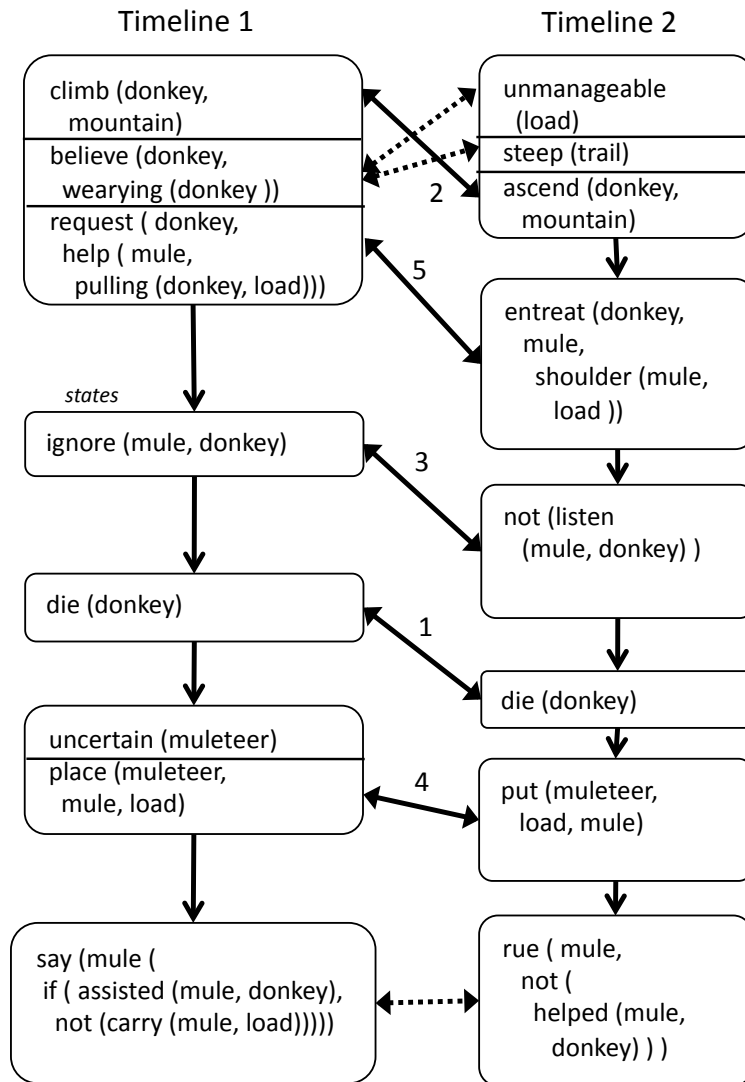 Timeline 1
Timeline 2
climb (donkey,
mountain)
believe (donkey,
wearying (donkey ))
request ( donkey,
help ( mule,
pulling (donkey, load)))
states
ignore (mule, donkey)
die (donkey)
uncertain (muleteer)
place (muleteer,
mule, load)
say (mule (
if ( assisted (mule, donkey),
not (carry (mule, load)))))
2
5
3
1
4
unmanageable
(load)
steep (trail)
ascend (donkey,
mountain)
entreat (donkey,
mule,
shoulder (mule,
load ))
not (listen
(mule, donkey) )
die (donkey)
put (muleteer,
load, mule)
rue ( mule,
not (
helped (mule,
donkey) ) )